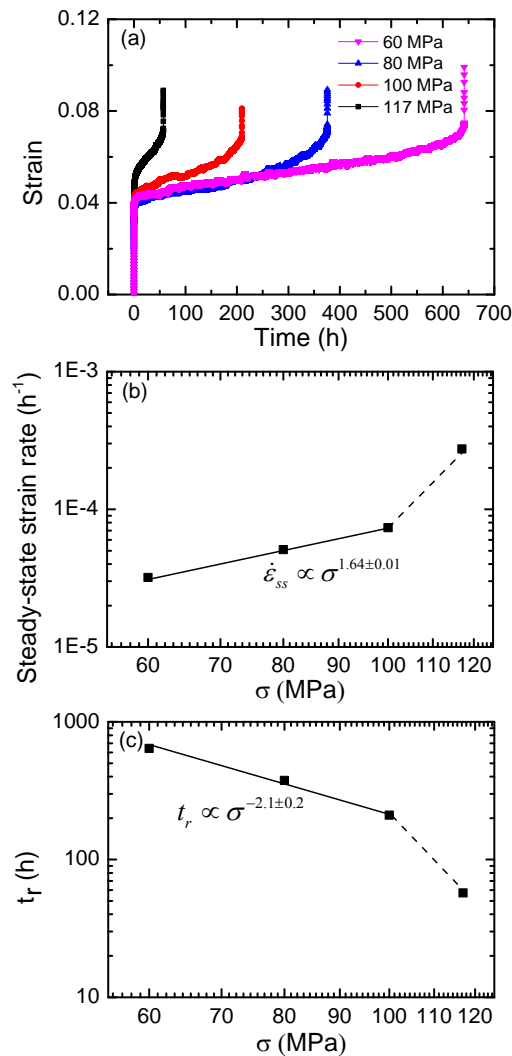 (a)
60 MPa
80 MPa
100 MPa
117 MPa
0.12
0.08
0.04
0.00
Strain
0 100 200 300 400 500 600 700
Time (h)
(b)
1E-3
1E-4
1E-5
Steady-state strain rate (h⁻¹)
ε̇ₛₛ ∝ σ^1.64±0.01
60 70 80 90 100 110 120
σ (MPa)
(c)
1000
100
10
tᵣ (h)
tᵣ ∝ σ^−2.1±0.2
60 70 80 90 100 110 120
σ (MPa)